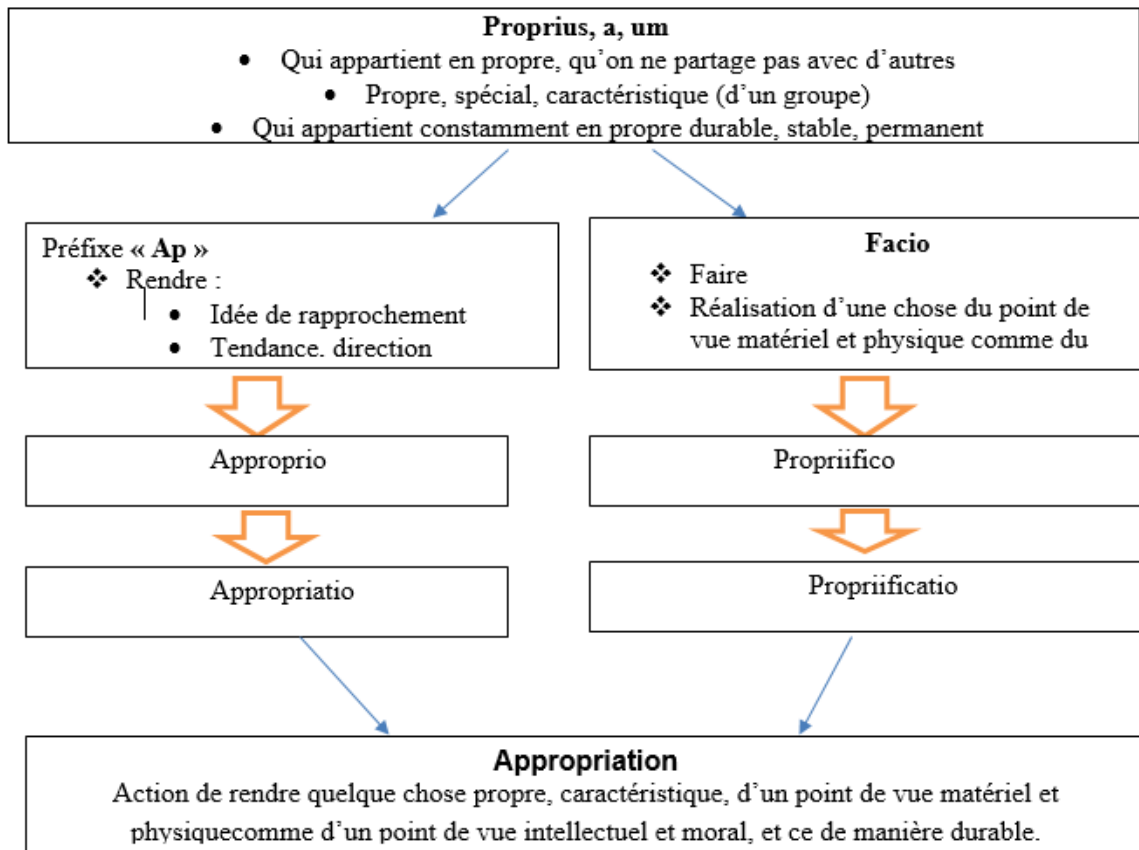 Proprius, a, um
• Qui appartient en propre, qu’on ne partage pas avec d’autres
• Propre, spécial, caractéristique (d’un groupe)
• Qui appartient constamment en propre durable, stable, permanent
Préfixe « Ap »
❖ Rendre :
• Idée de rapprochement
• Tendance. direction
Facio
❖ Faire
❖ Réalisation d’une chose du point de
vue matériel et physique comme du
Approprio
Propriifico
Appropriatio
Propriificatio
Appropriation
Action de rendre quelque chose propre, caractéristique, d’un point de vue matériel et
physiquecomme d’un point de vue intellectuel et moral, et ce de manière durable.